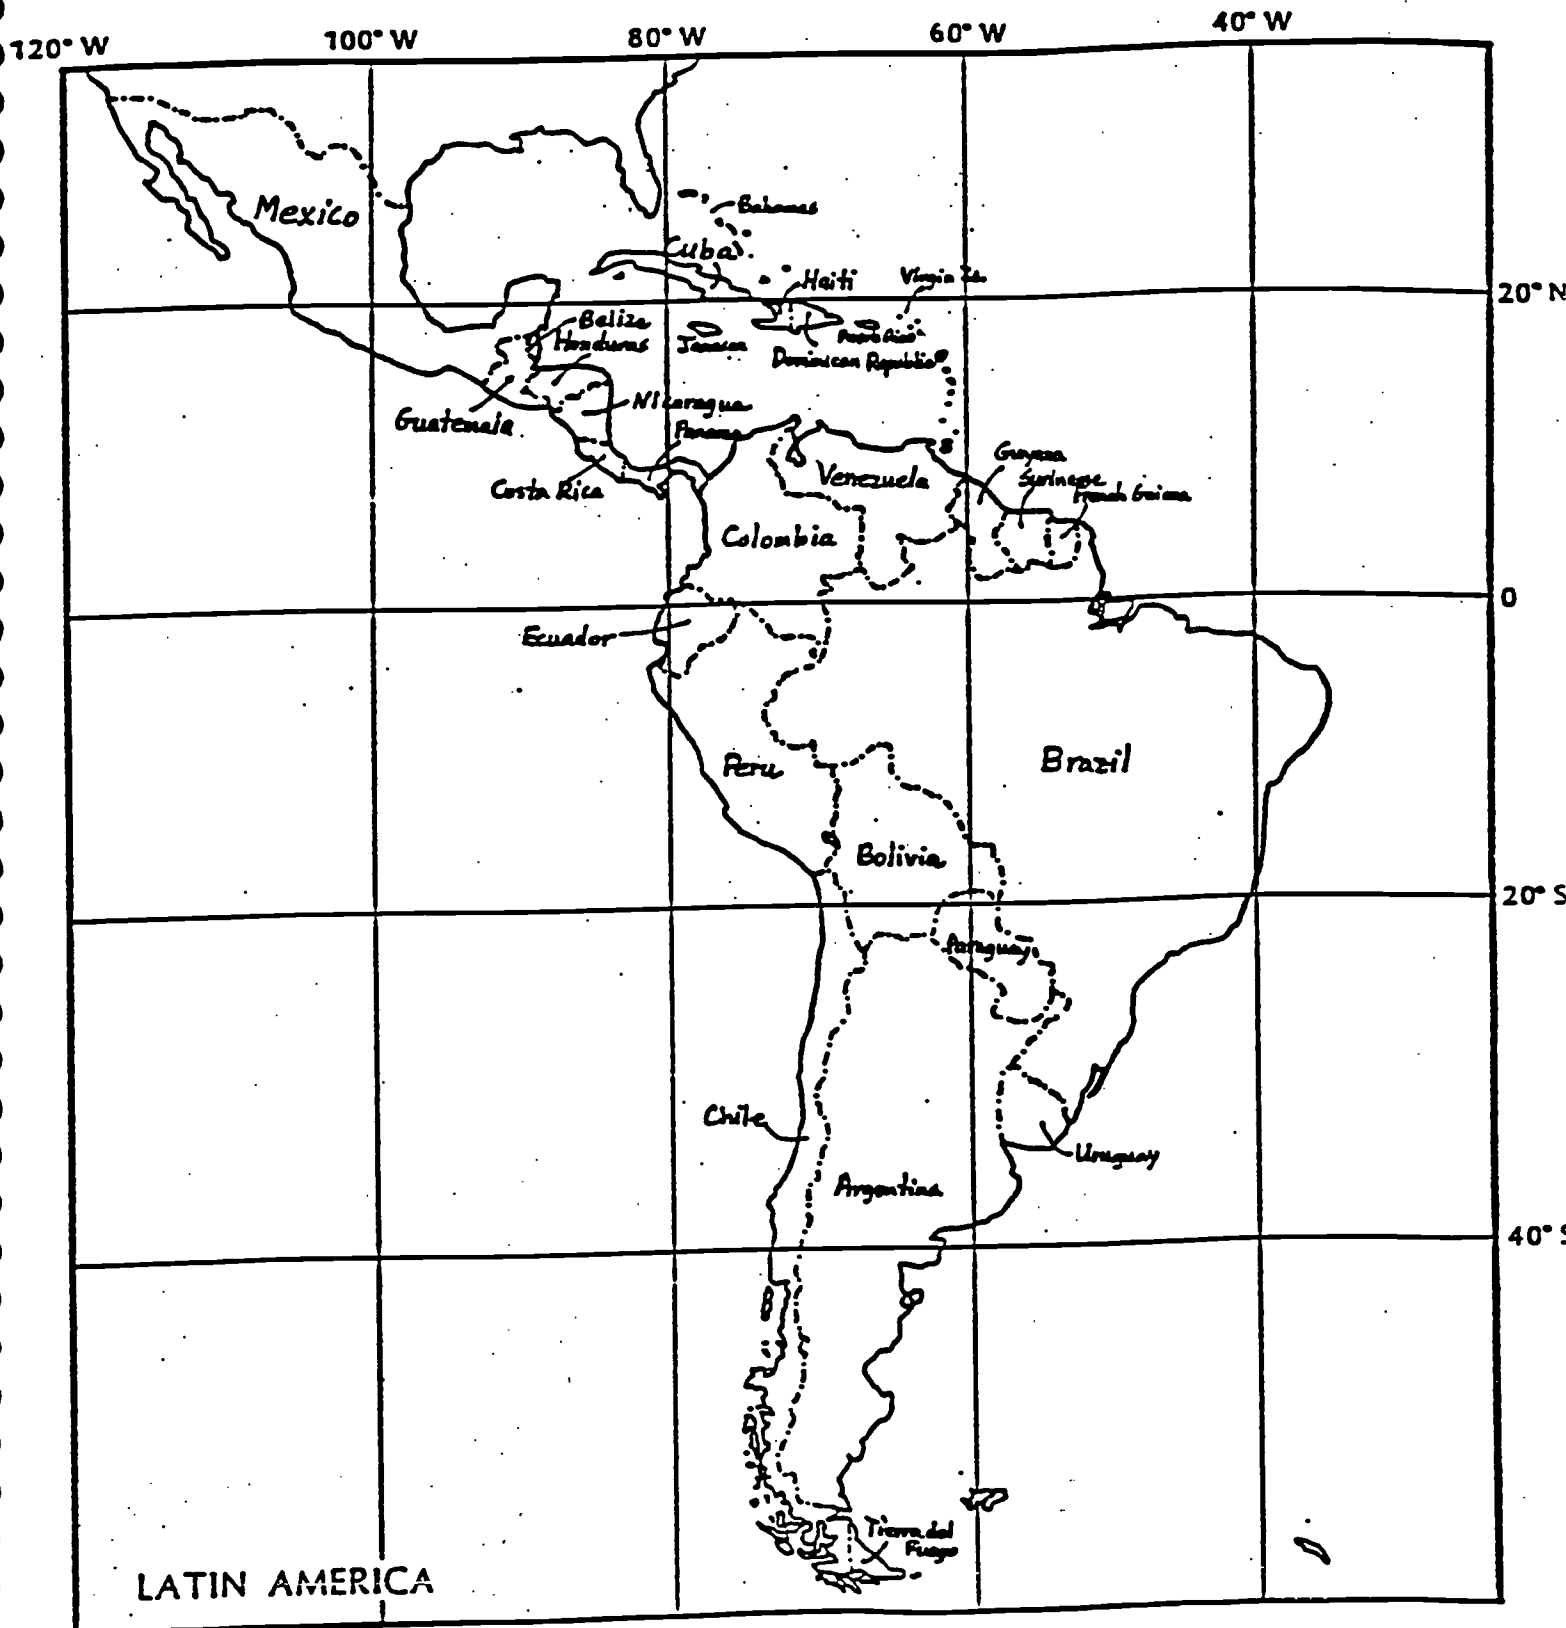 120° W
100° W
80° W
60° W
40° W
Mexico
Bahamas
Cuba
Haiti
Virgin Is.
20° N
Belize
Honduras
Jamaica
Puerto Rico
Dominican Republic
Guatemala
Nicaragua
Panama
Costa Rica
Venezuela
Guyana
Surinase
French Guiana
Colombia
0
Ecuador
Peru
Brazil
Bolivia
20° S
Paraguay
Chile
Uruguay
Argentina
40° S
Tierra del
Fuego
LATIN AMERICA